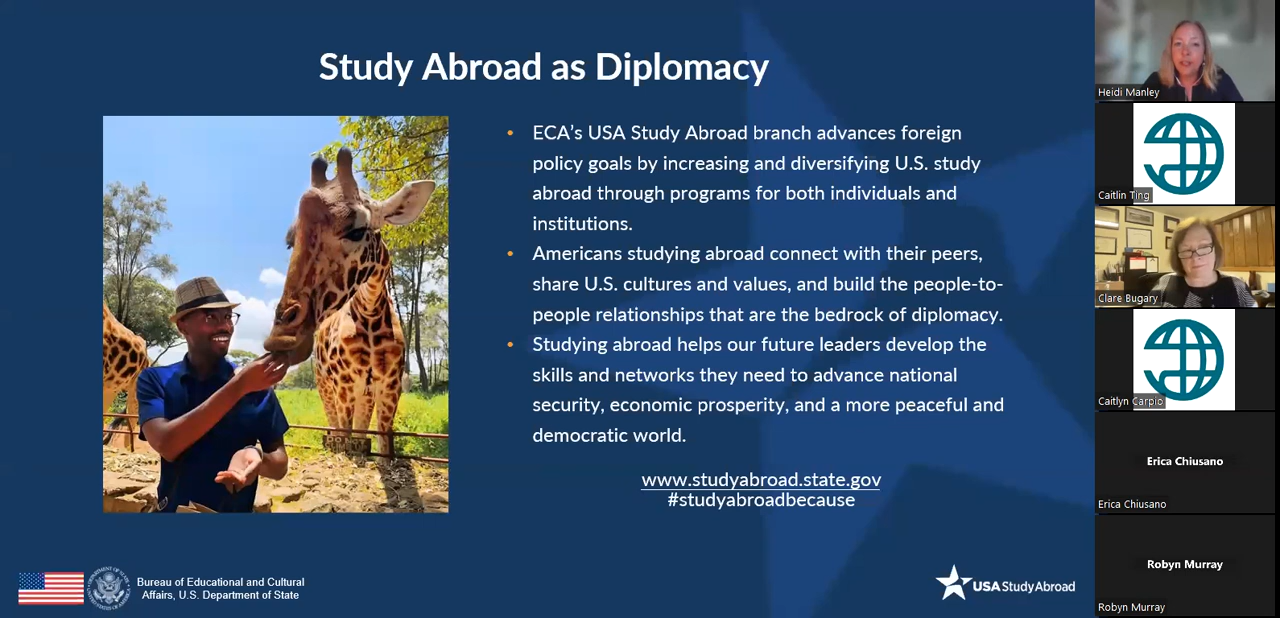 Study Abroad as Diplomacy
• ECA's USA Study Abroad branch advances foreign
policy goals by increasing and diversifying U.S. study
abroad through programs for both individuals and
institutions.
• Americans studying abroad connect with their peers,
share U.S. cultures and values, and build the people-to-
people relationships that are the bedrock of diplomacy.
• Studying abroad helps our future leaders develop the
skills and networks they need to advance national
security, economic prosperity, and a more peaceful and
democratic world.
www.studyabroad.state.gov
#studyabroadbecause
DO NOT
Bureau of Educational and Cultural
Affairs, U.S. Department of State
USA StudyAbroad
Heidi Manley
Caitlin Ting
Clare Bugary
Caitlyn Carpio
Erica Chiusano
Erica Chiusano
Robyn Murray
Robyn Murray